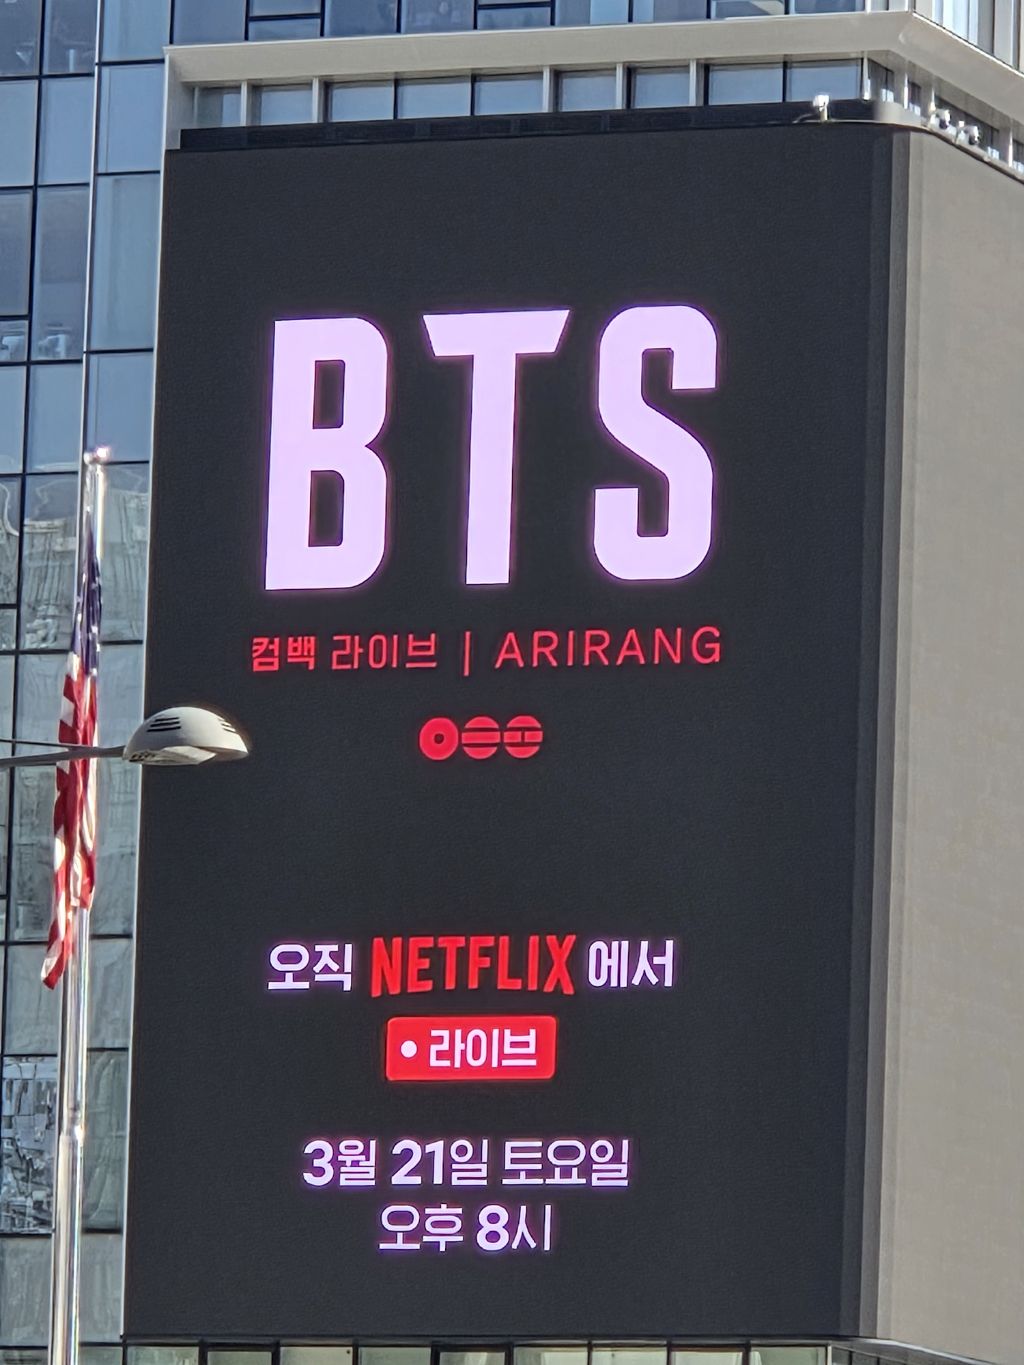 BTS
컴백 라이브 | ARIRANG
오직 NETFLIX 에서
• 라이브
3월 21일 토요일
오후 8시